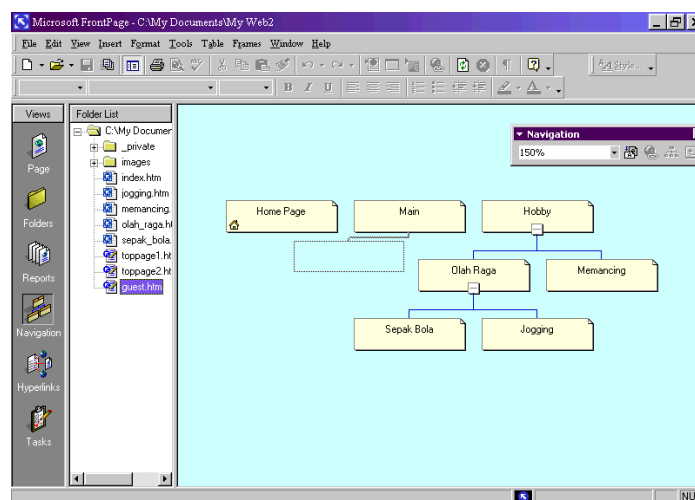 Microsoft FrontPage - C:\My Documents\My Web2
File Edit View Insert Format Tools Table Frames Window Help
Style...
B I U
Views
Folder List
Page
Folders
Reports
Navigation
Hyperlinks
Tasks
C:\My Documer
_private
images
index.htm
jogging.htm
memancing.
olah_raga.ht
sepak_bola.
toppage1.ht
toppage2.ht
guest.htm
Navigation
150%
Home Page
Main
Hobby
Olah Raga
Memancing
Sepak Bola
Jogging
NU